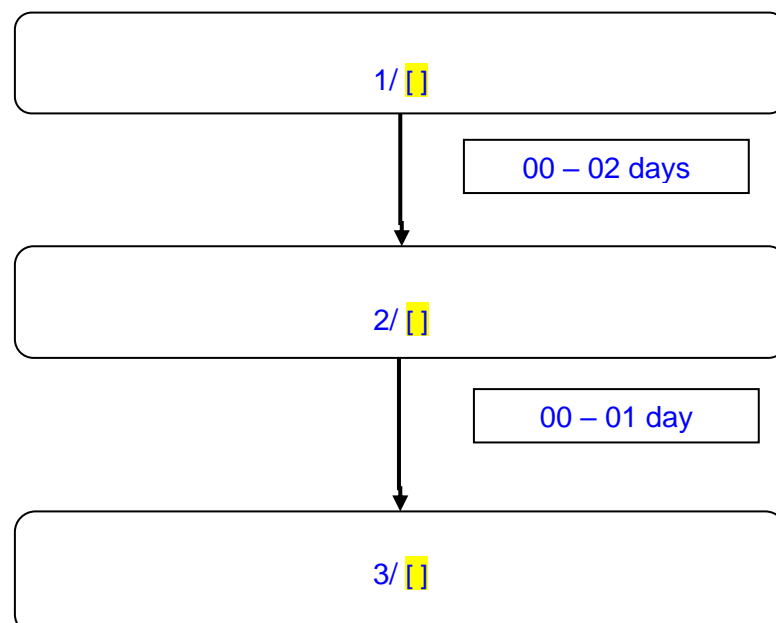 1/ [ ]
00 – 02 days
2/ [ ]
00 – 01 day
3/ [ ]